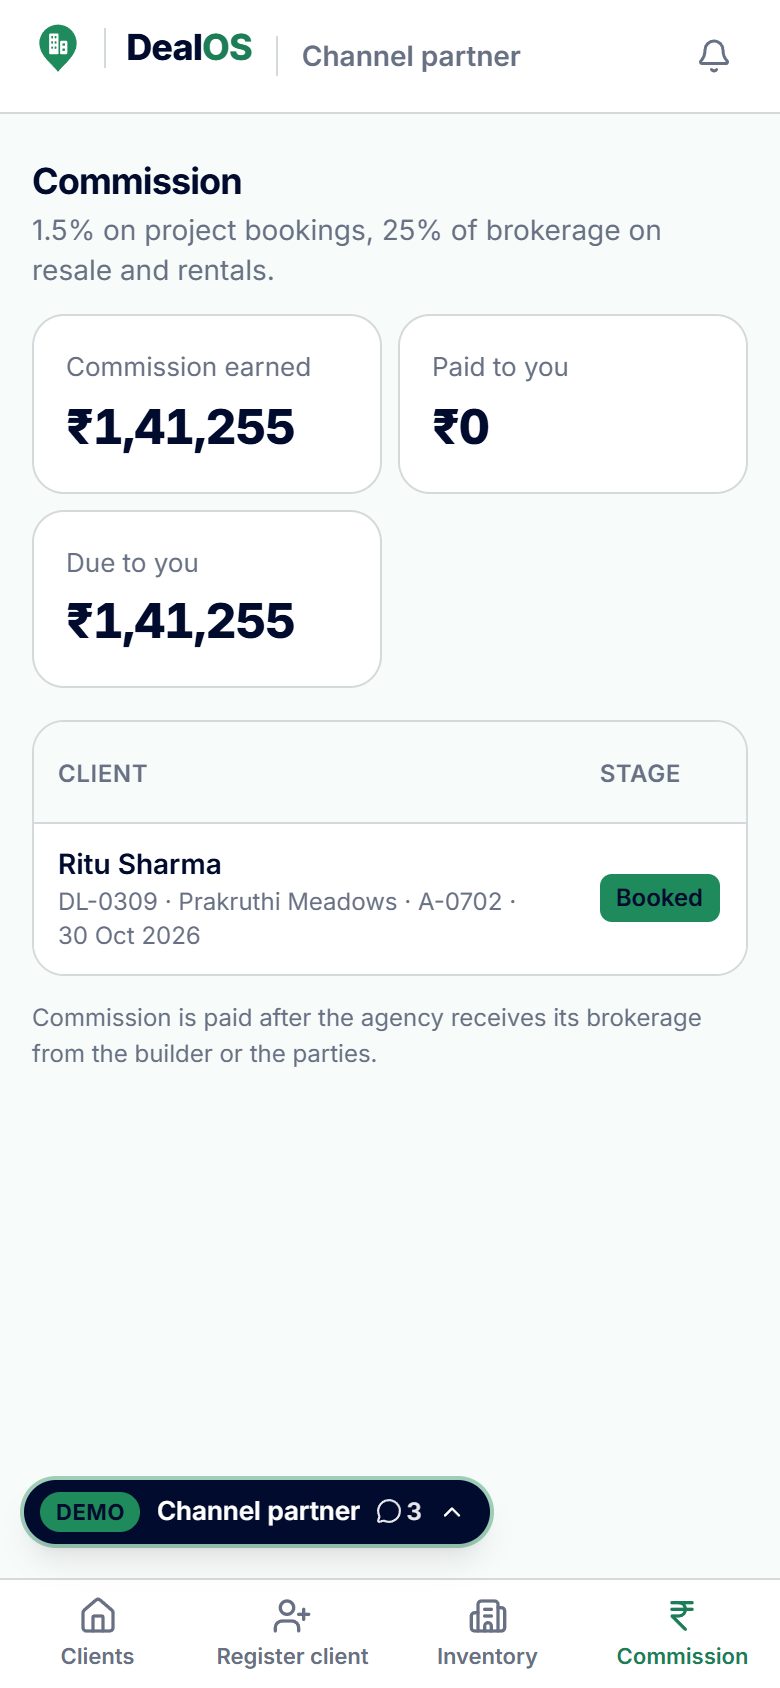 DealOS
Channel partner
Commission
1.5% on project bookings, 25% of brokerage on
resale and rentals.
Commission earned
₹1,41,255
Paid to you
₹0
Due to you
₹1,41,255
CLIENT
STAGE
Ritu Sharma
DL-0309 · Prakruthi Meadows · A-0702 ·
30 Oct 2026
Booked
Commission is paid after the agency receives its brokerage
from the builder or the parties.
DEMO Channel partner 3
Clients
Register client
Inventory
Commission